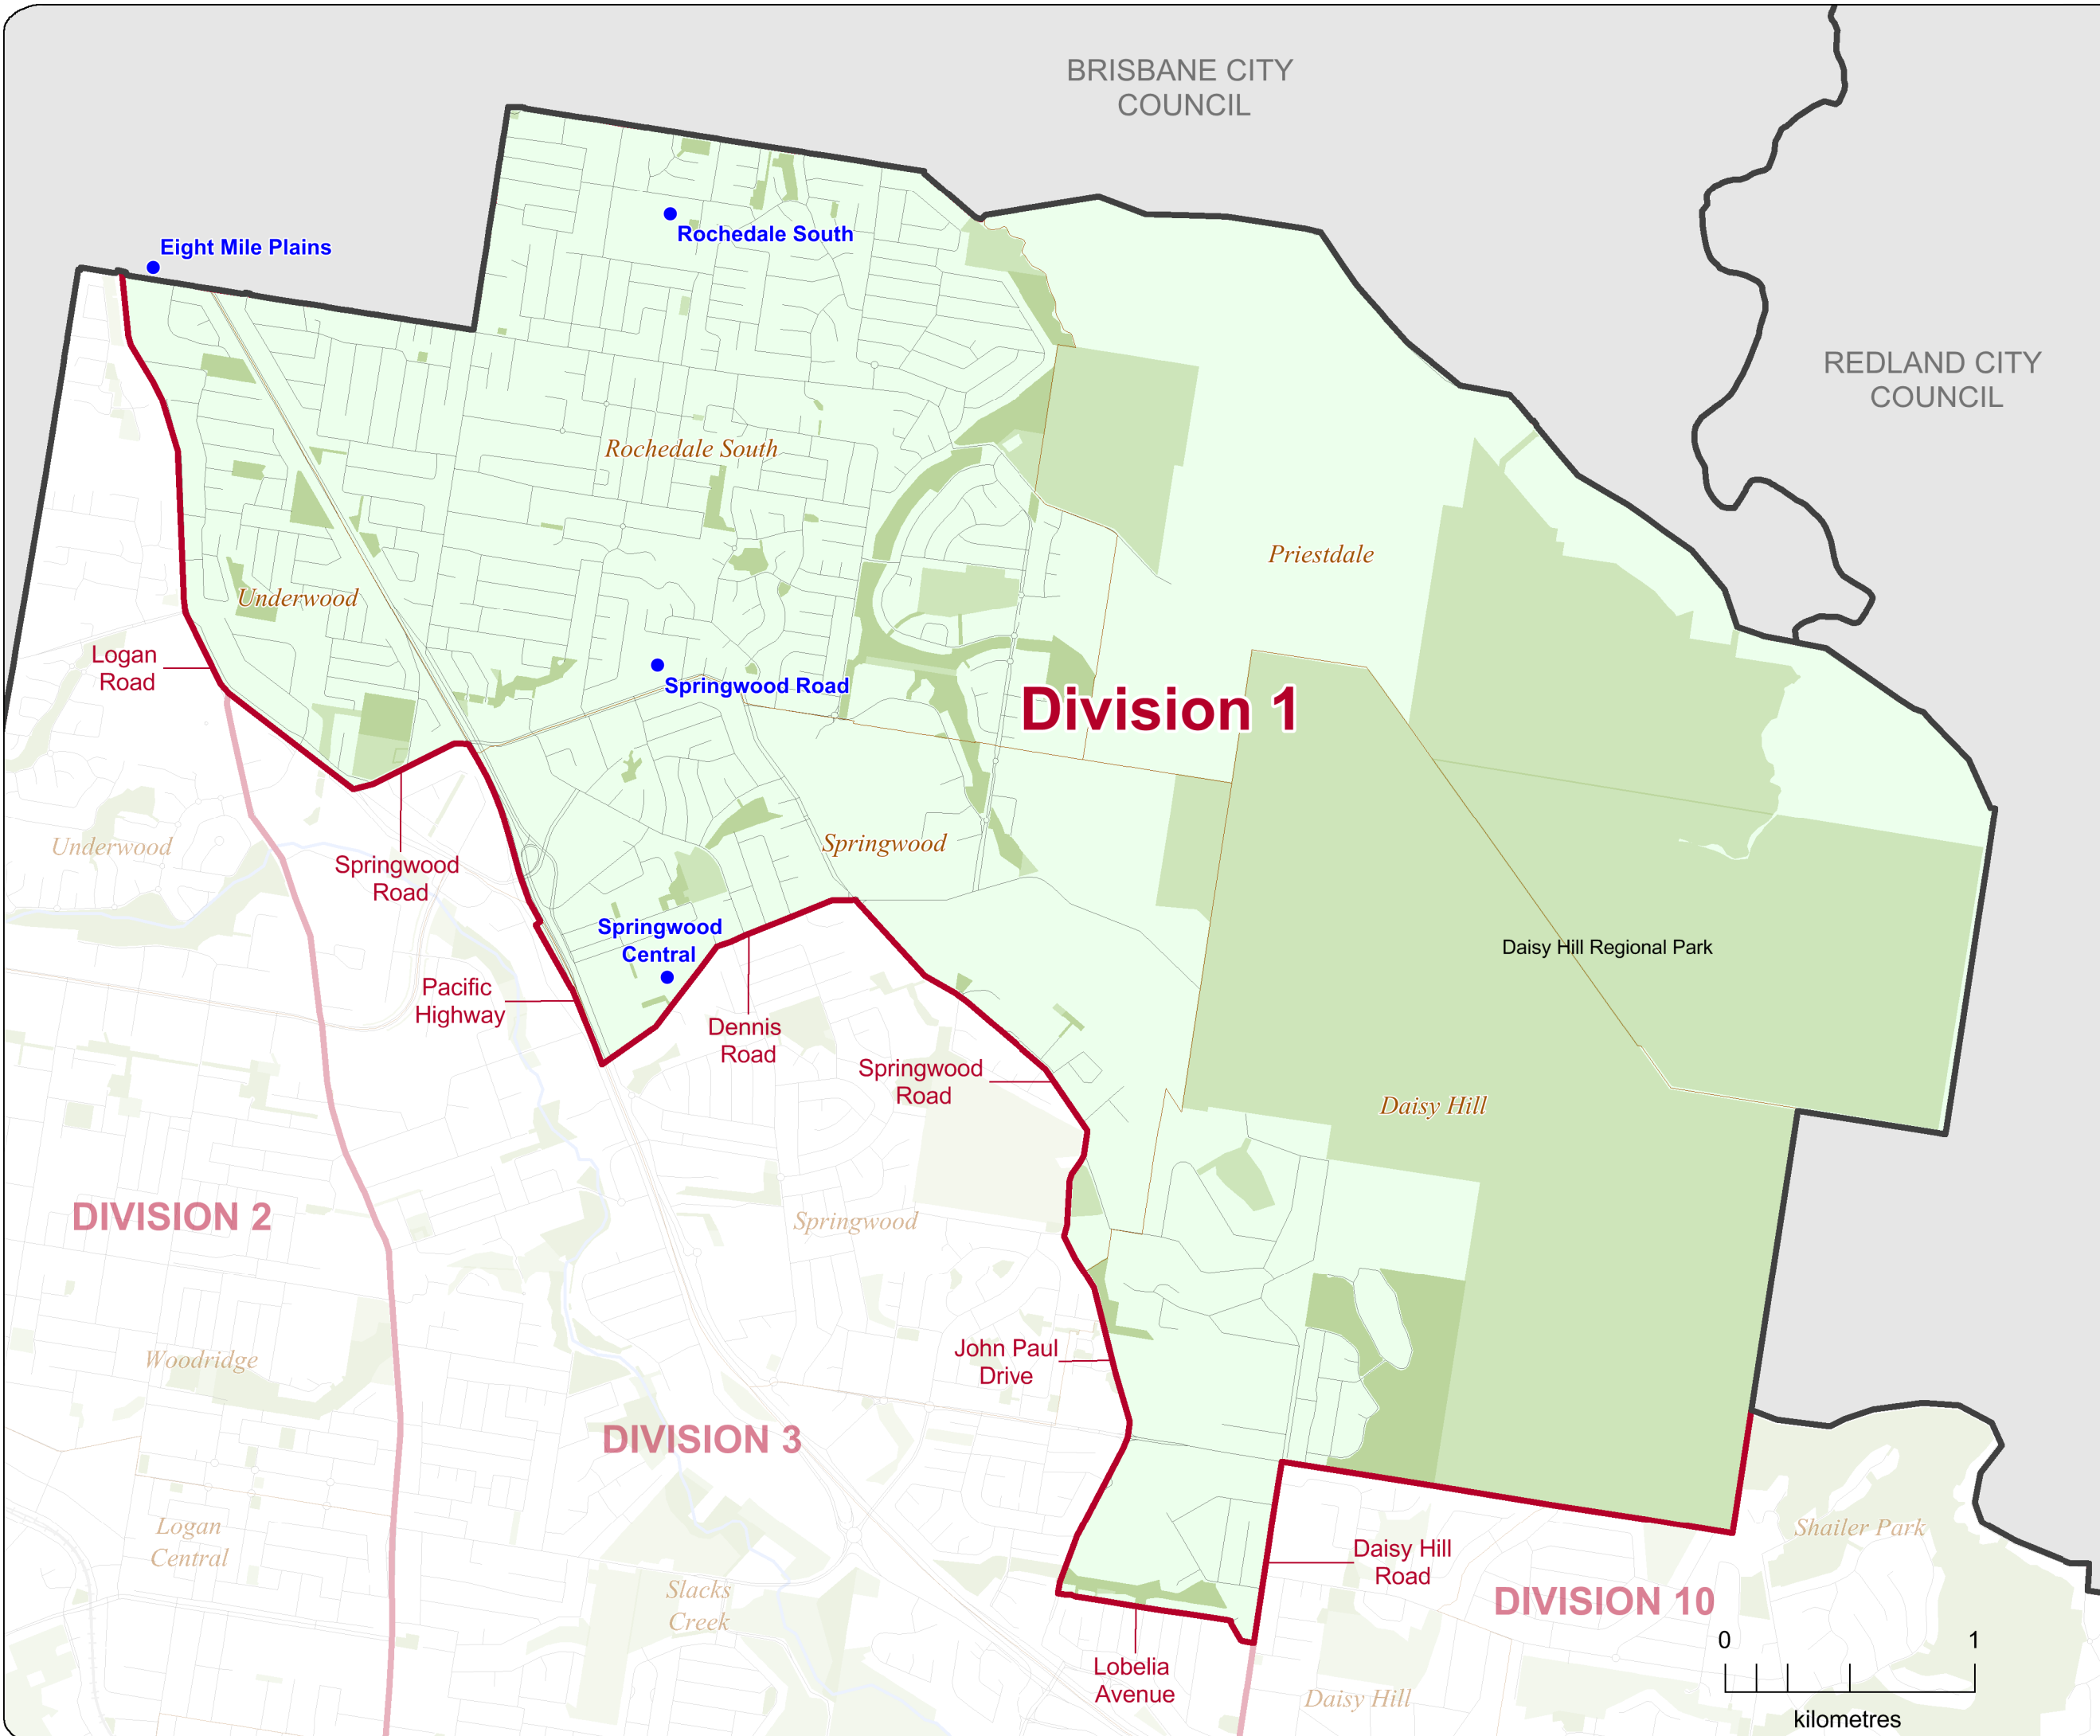 BRISBANE CITY
COUNCIL
Rochedale South
Eight Mile Plains
REDLAND CITY
COUNCIL
Rochedale South
Priestdale
Underwood
Logan
Road
Springwood Road
Division 1
Underwood
Springwood
Springwood
Road
Springwood
Central
Daisy Hill Regional Park
Pacific
Highway
Dennis
Road
Springwood
Road
Daisy Hill
DIVISION 2
Springwood
John Paul
Drive
Woodridge
DIVISION 3
Logan
Central
Shailer Park
Daisy Hill
Road
Slacks
Creek
DIVISION 10
0 1
Lobelia
Avenue
Daisy Hill
kilometres